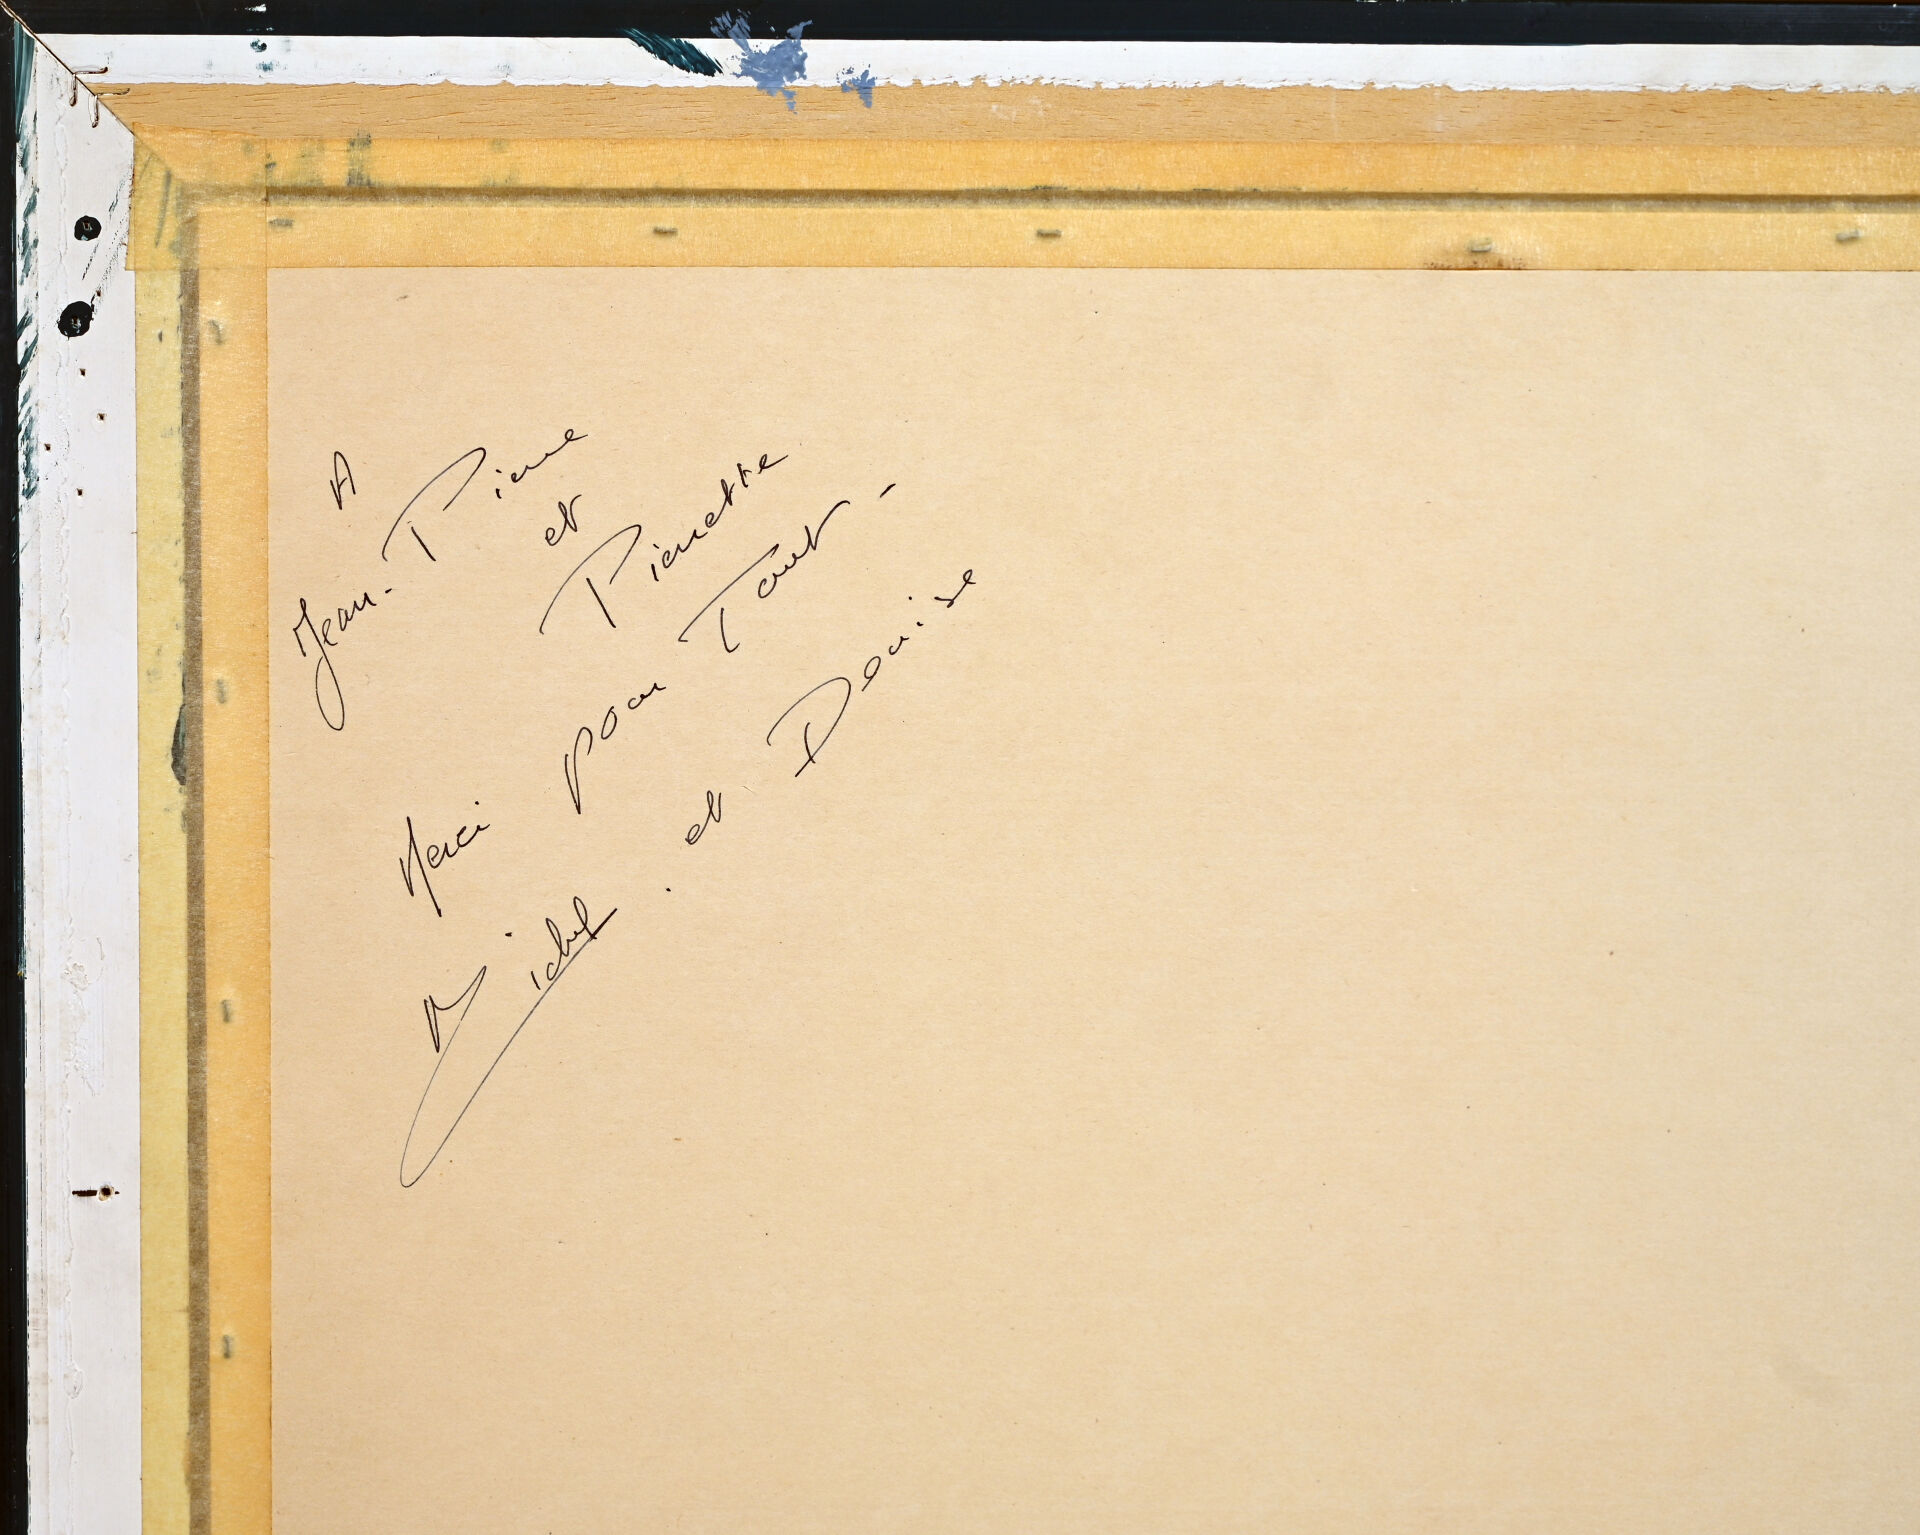 A
Jean-Pierre
et
Pierrette
Merci pour Tout -
Michel . et Denise